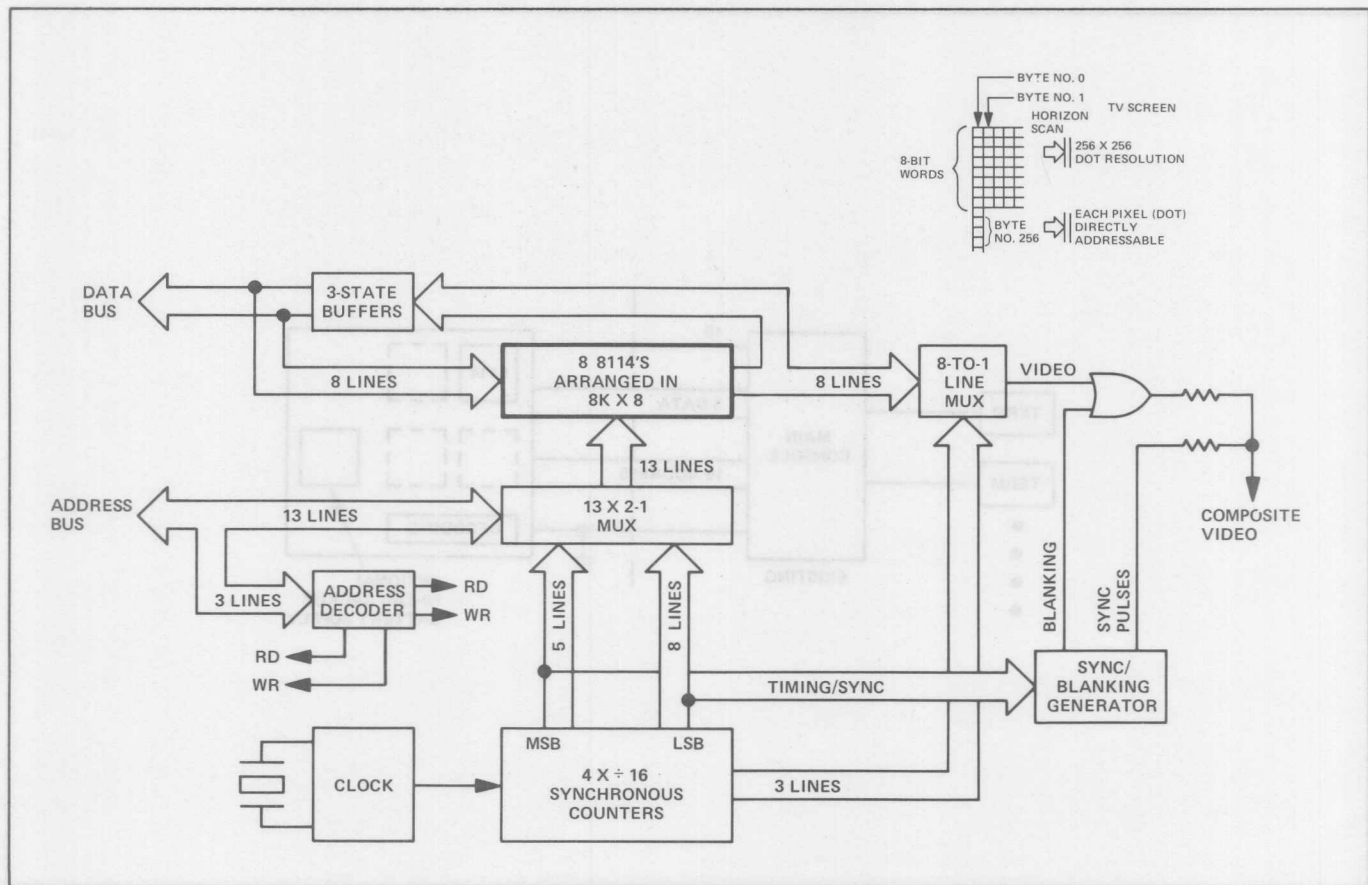 BYTE NO. 0
BYTE NO. 1
TV SCREEN
HORIZON
SCAN
8-BIT
WORDS
256 X 256
DOT RESOLUTION
BYTE
NO. 256
EACH PIXEL (DOT)
DIRECTLY
ADDRESSABLE
DATA
BUS
3-STATE
BUFFERS
8 LINES
8 8114'S
ARRANGED IN
8K X 8
8 LINES
8-TO-1
LINE
MUX
VIDEO
13 LINES
ADDRESS
BUS
13 LINES
13 X 2-1
MUX
COMPOSITE
VIDEO
3 LINES
ADDRESS
DECODER
RD
WR
RD
WR
5 LINES
8 LINES
BLANKING
SYNC
PULSES
TIMING/SYNC
SYNC/
BLANKING
GENERATOR
CLOCK
MSB
LSB
4 X ÷ 16
SYNCHRONOUS
COUNTERS
3 LINES
MAIN
CONSOLE
EXISTING
TERM